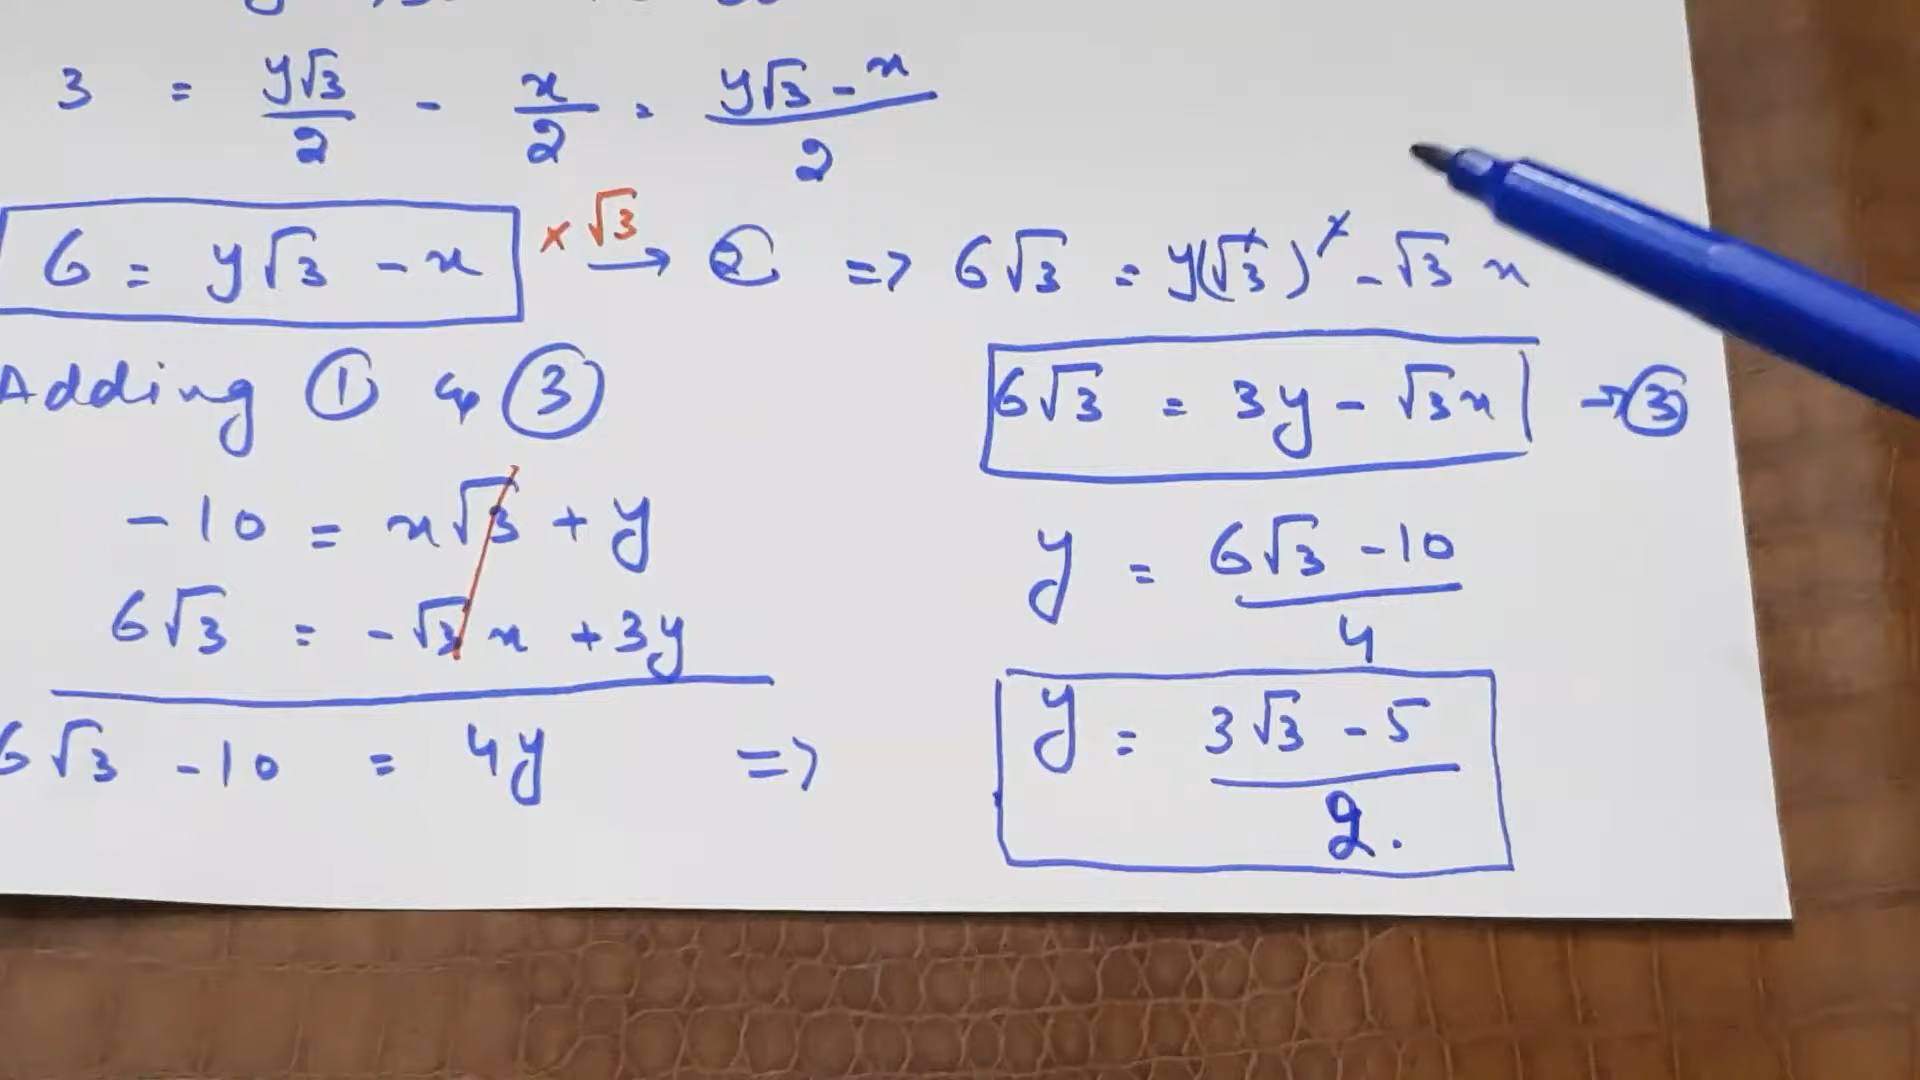 3 = y√3/2 - x/2 = y√3 - x/2
6 = y√3 - x ×√3 → ② => 6√3 = y(√3)² - √3 x
Adding ① & ③
6√3 = 3y - √3x → ③
-10 = x√3 + y
6√3 = -√3 x + 3y
6√3 - 10 = 4y =>
y = 6√3 - 10/4
y = 3√3 - 5/2.